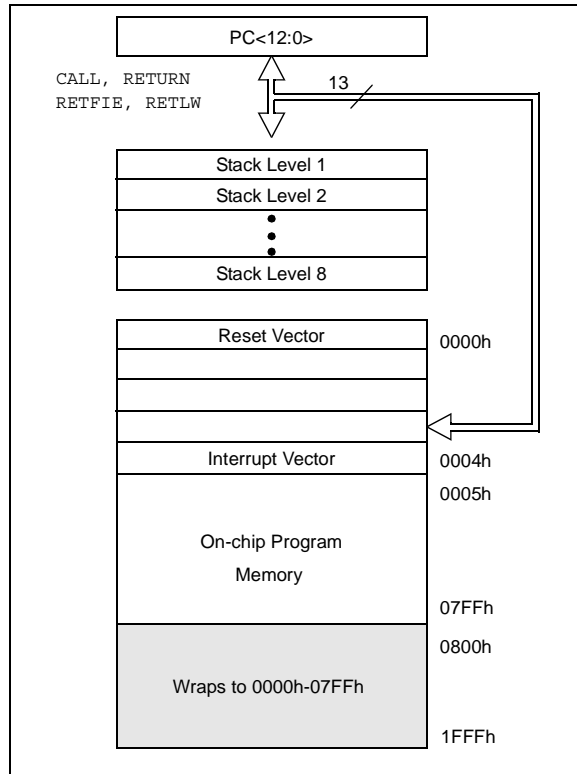 PC<12:0>
CALL, RETURN
RETFIE, RETLW
13
Stack Level 1
Stack Level 2
Stack Level 8
Reset Vector
0000h
Interrupt Vector
0004h
0005h
On-chip Program
Memory
07FFh
0800h
Wraps to 0000h-07FFh
1FFFh